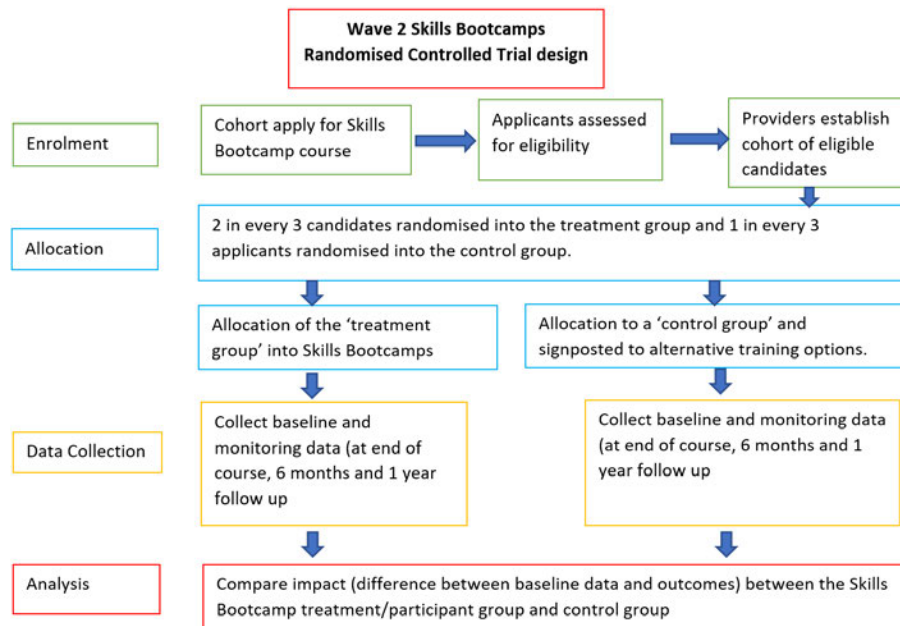 Wave 2 Skills Bootcamps
Randomised Controlled Trial design
Enrolment
Cohort apply for Skills
Bootcamp course
Applicants assessed
for eligibility
Providers establish
cohort of eligible
candidates
Allocation
2 in every 3 candidates randomised into the treatment group and 1 in every 3
applicants randomised into the control group.
Allocation of the ‘treatment
group’ into Skills Bootcamps
Allocation to a ‘control group’ and
signposted to alternative training options.
Data Collection
Collect baseline and
monitoring data (at end of
course, 6 months and 1 year
follow up
Collect baseline and monitoring data
(at end of course, 6 months and 1
year follow up
Analysis
Compare impact (difference between baseline data and outcomes) between the Skills
Bootcamp treatment/participant group and control group